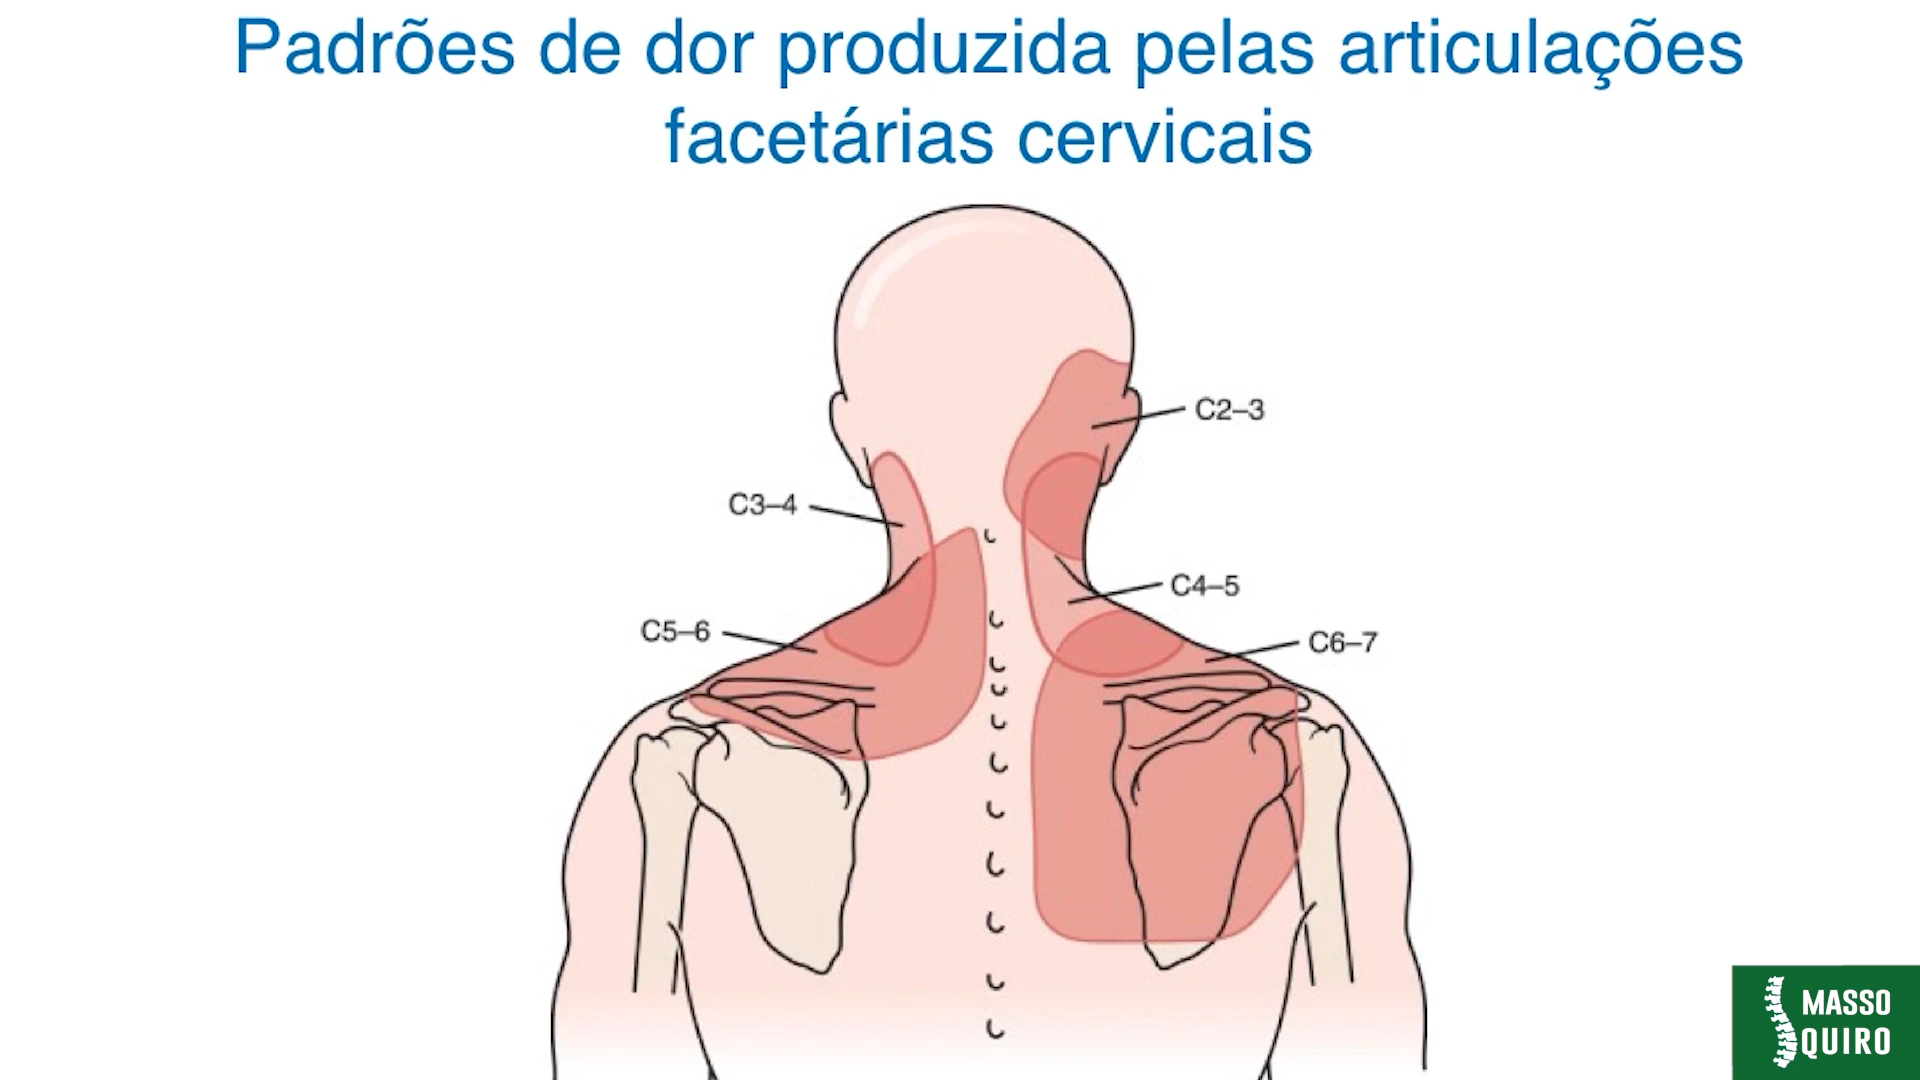 Padrões de dor produzida pelas articulações
facetárias cervicais
C2–3
C3–4
C4–5
C5–6
C6–7
MASSO
QUIRO